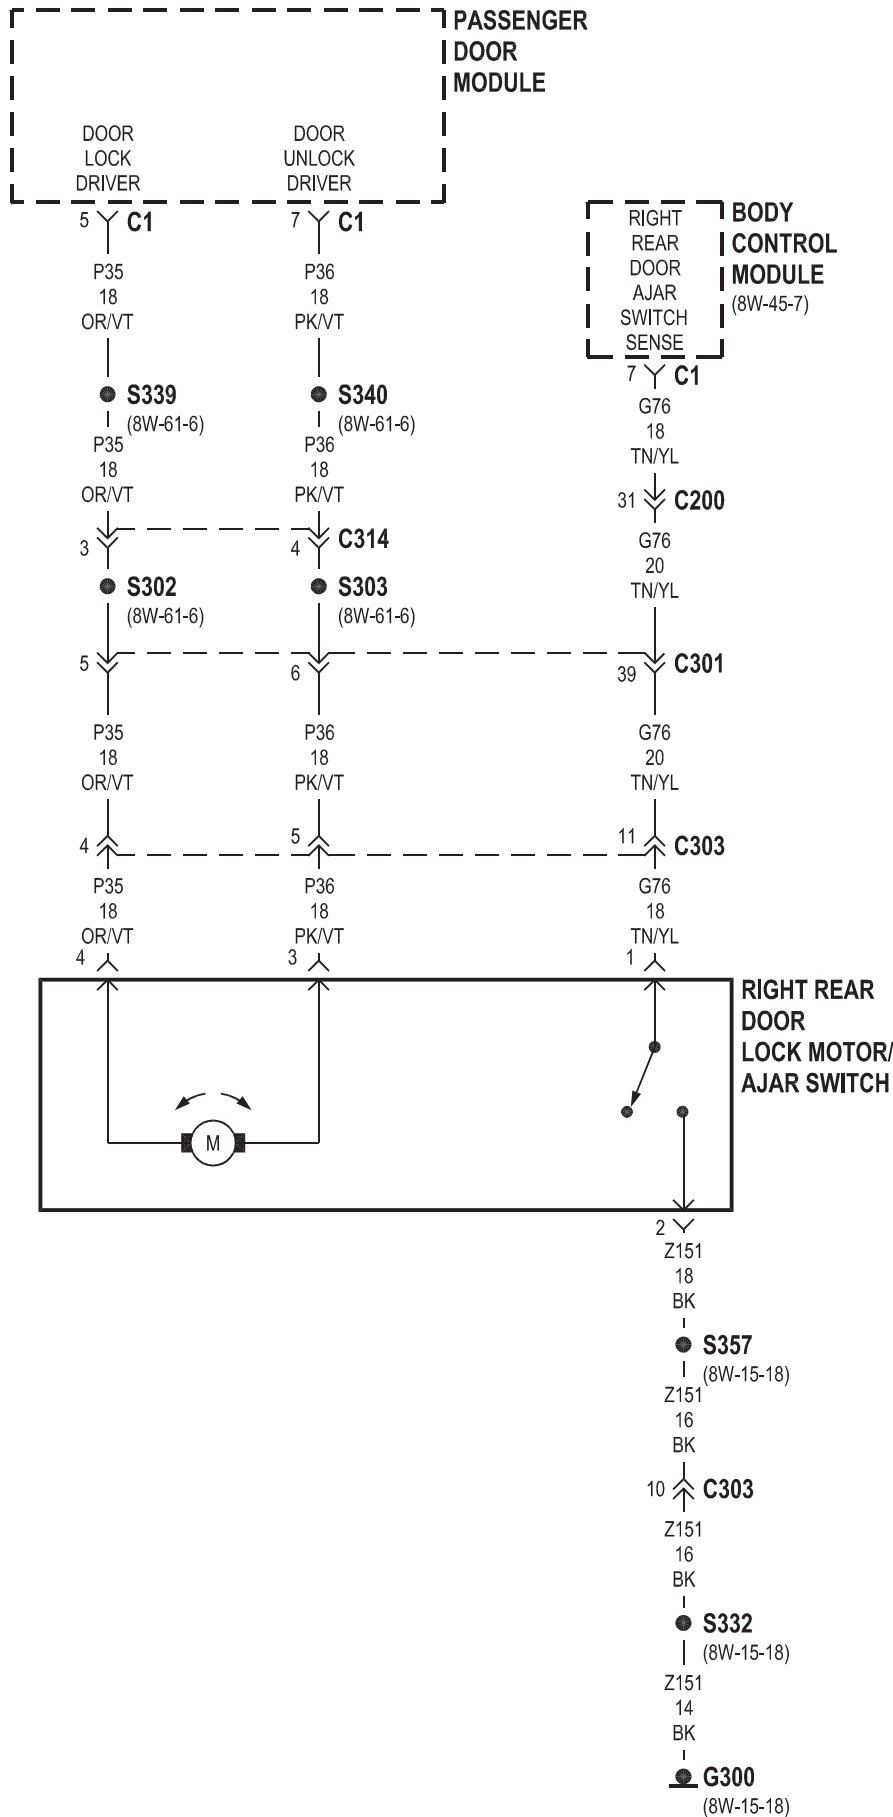 PASSENGER
DOOR
MODULE
DOOR
LOCK
DRIVER
DOOR
UNLOCK
DRIVER
5 C1
7 C1
RIGHT
REAR
DOOR
AJAR
SWITCH
SENSE
BODY
CONTROL
MODULE
(8W-45-7)
P35
18
OR/VT
P36
18
PK/VT
7 C1
G76
18
TN/YL
S339
(8W-61-6)
S340
(8W-61-6)
P35
18
OR/VT
P36
18
PK/VT
31 C200
3
4 C314
G76
20
TN/YL
S302
(8W-61-6)
S303
(8W-61-6)
5
6
39 C301
P35
18
OR/VT
P36
18
PK/VT
G76
20
TN/YL
4
5
11 C303
P35
18
OR/VT
P36
18
PK/VT
G76
18
TN/YL
4
3
1
RIGHT REAR
DOOR
LOCK MOTOR/
AJAR SWITCH
M
2
Z151
18
BK
S357
(8W-15-18)
Z151
16
BK
10 C303
Z151
16
BK
S332
(8W-15-18)
Z151
14
BK
G300
(8W-15-18)